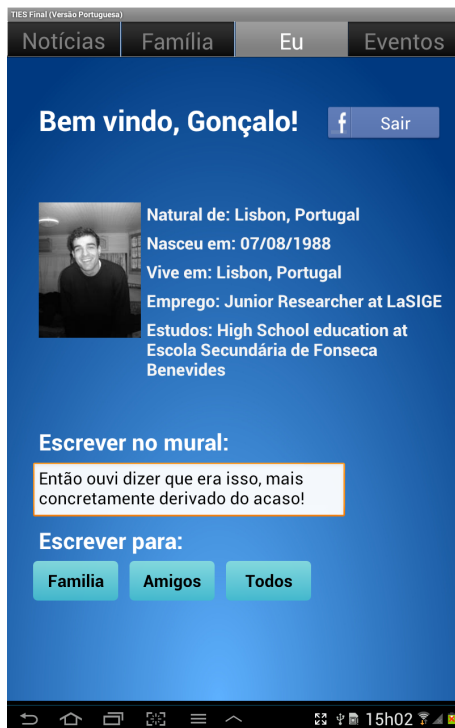 TIES Final (Versão Portuguesa)
Notícias Família Eu Eventos
Bem vindo, Gonçalo!
f Sair
Natural de: Lisbon, Portugal
Nasceu em: 07/08/1988
Vive em: Lisbon, Portugal
Emprego: Junior Researcher at LaSIGE
Estudos: High School education at
Escola Secundária de Fonseca
Benevides
Escrever no mural:
Então ouvi dizer que era isso, mais
concretamente derivado do acaso!
Escrever para:
Familia Amigos Todos
15h02